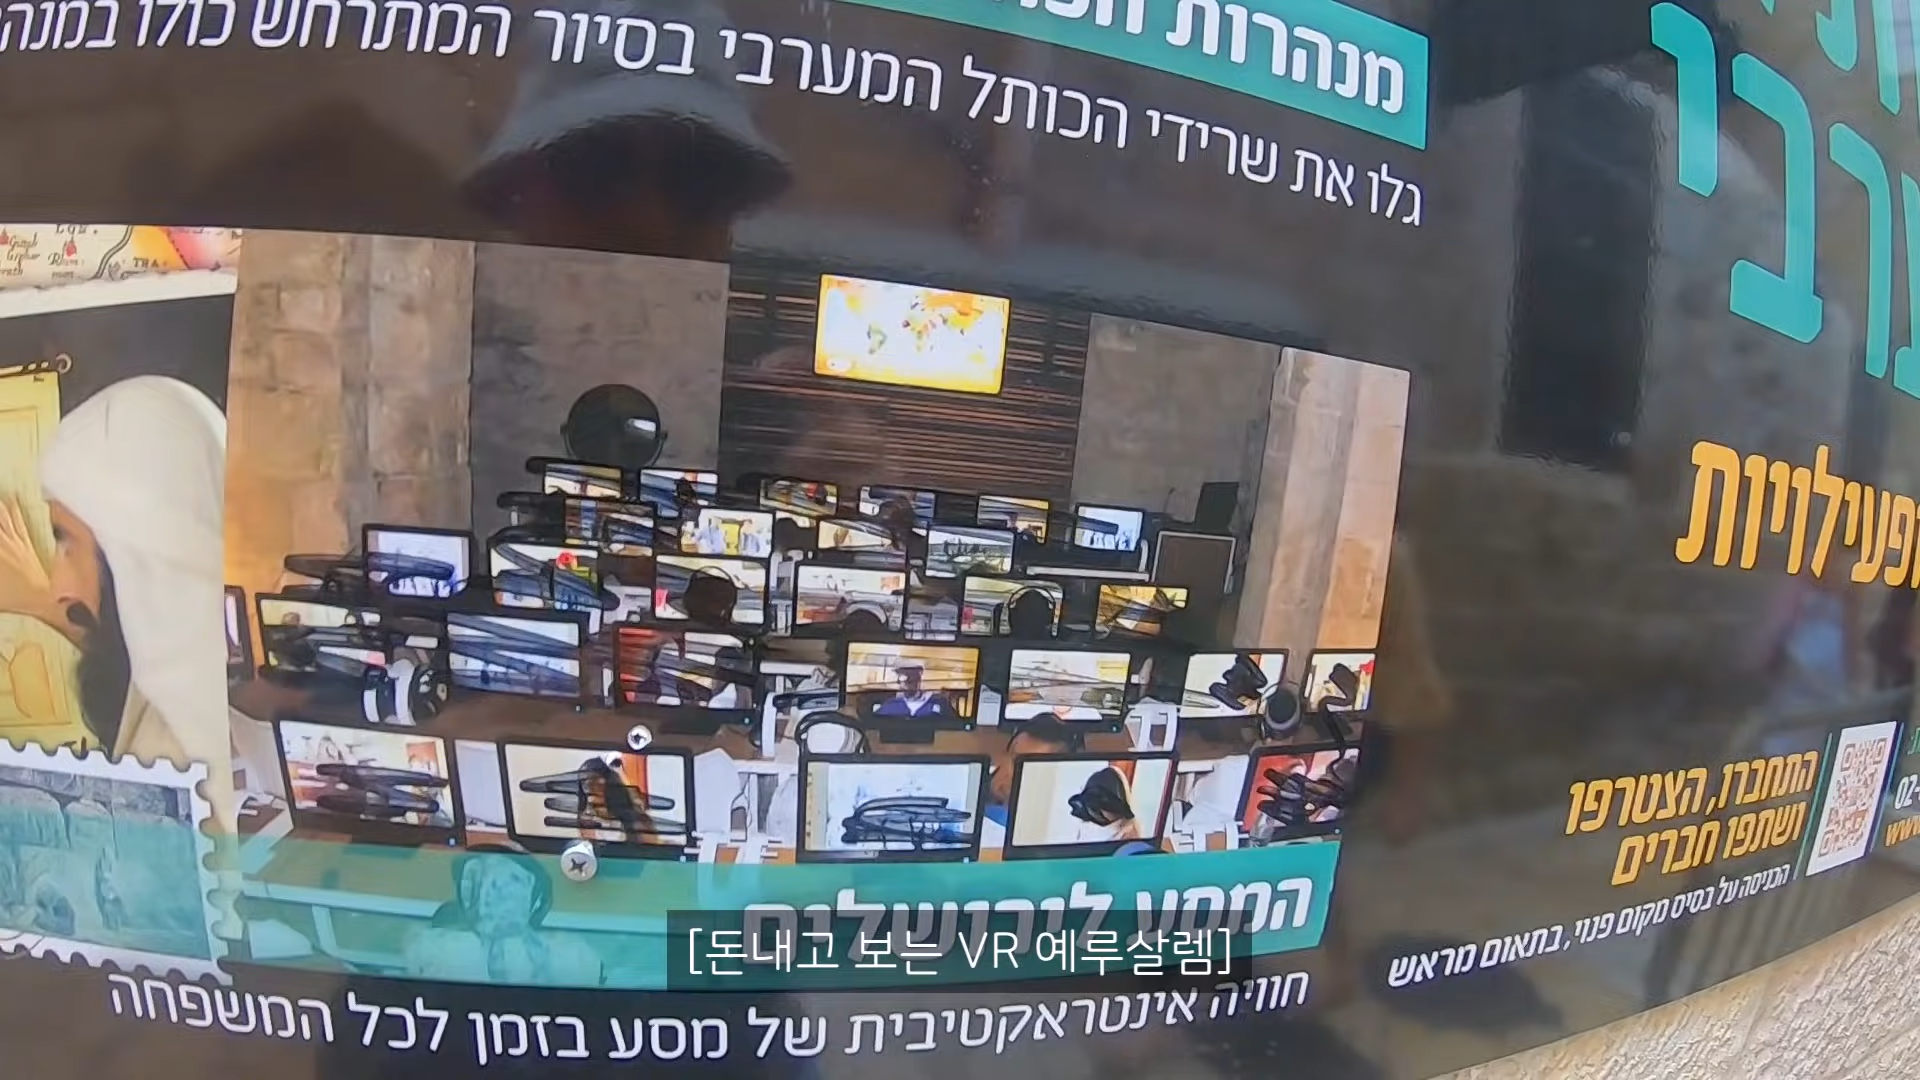 גלו את שרידי הכותל המערבי בסיור המתרחש כולו
מנהרות
פעילויות
התחברו, הצטרפו
ושתפו חברים
הכניסה על בסיס מקום פנוי, בתאום מראש
02-
המסע לירושלים
[돈내고 보는 VR 예루살렘]
חוויה אינטראקטיבית של מסע בזמן לכל המשפחה